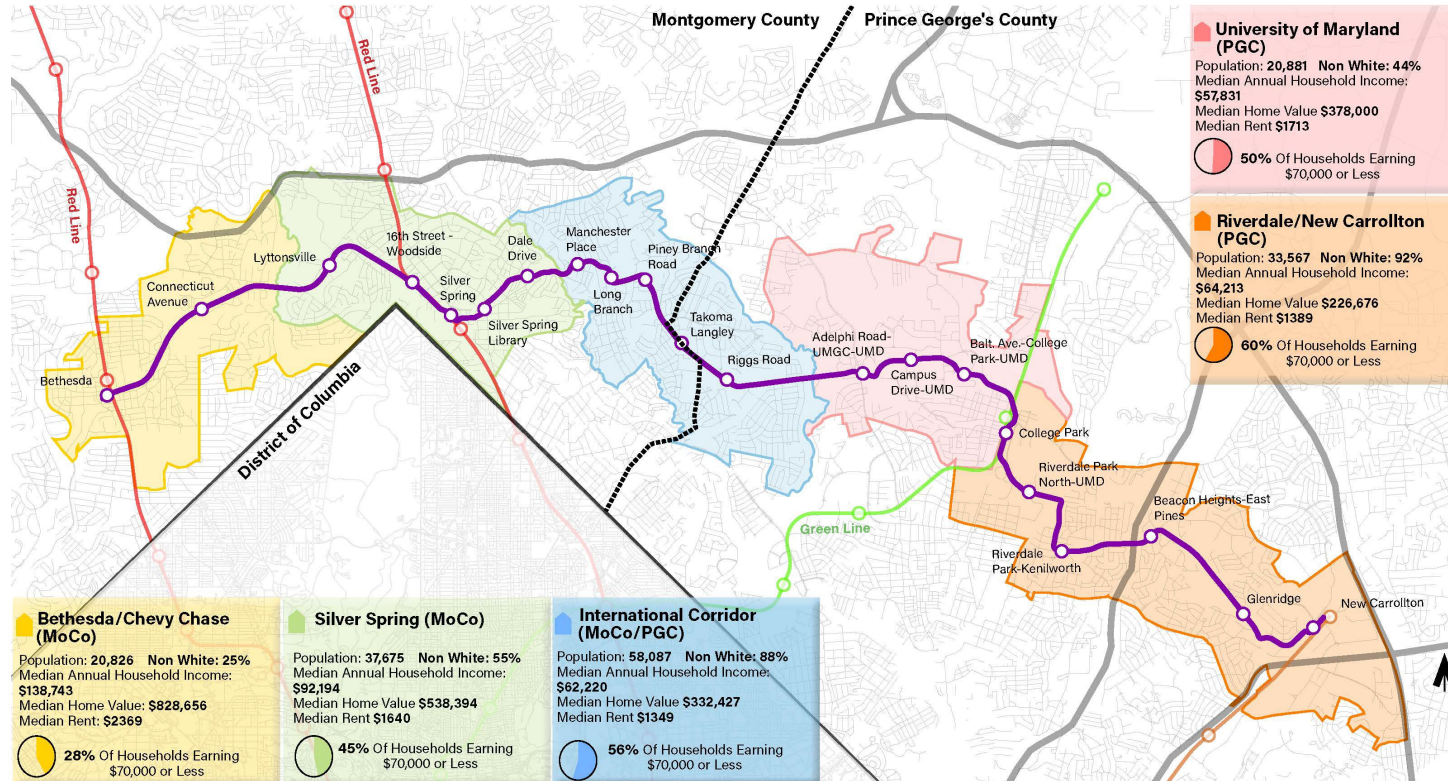 Montgomery County
Prince George's County
Red Line
Red Line
University of Maryland
(PGC)
Population: 20,881 Non White: 44%
Median Annual Household Income:
$57,831
Median Home Value $378,000
Median Rent $1713
50% Of Households Earning
$70,000 or Less
Riverdale/New Carrollton
(PGC)
Population: 33,567 Non White: 92%
Median Annual Household Income:
$64,213
Median Home Value $226,676
Median Rent $1389
60% Of Households Earning
$70,000 or Less
Bethesda
Connecticut
Avenue
Lyttonsville
16th Street -
Woodside
Silver
Spring
Silver Spring
Library
Dale
Drive
Manchester
Place
Long
Branch
Piney Branch
Road
Takoma
Langley
Riggs Road
Adelphi Road-
UMGC-UMD
Campus
Drive-UMD
Balt. Ave.-College
Park-UMD
College Park
Riverdale Park
North-UMD
Riverdale
Park-Kenilworth
Beacon Heights-East
Pines
Glenridge
New Carrollton
District of Columbia
Green Line
Bethesda/Chevy Chase
(MoCo)
Population: 20,826 Non White: 25%
Median Annual Household Income:
$138,743
Median Home Value: $828,656
Median Rent: $2369
28% Of Households Earning
$70,000 or Less
Silver Spring (MoCo)
Population: 37,675 Non White: 55%
Median Annual Household Income:
$92,194
Median Home Value $538,394
Median Rent $1640
45% Of Households Earning
$70,000 or Less
International Corridor
(MoCo/PGC)
Population: 58,087 Non White: 88%
Median Annual Household Income:
$62,220
Median Home Value $332,427
Median Rent $1349
56% Of Households Earning
$70,000 or Less